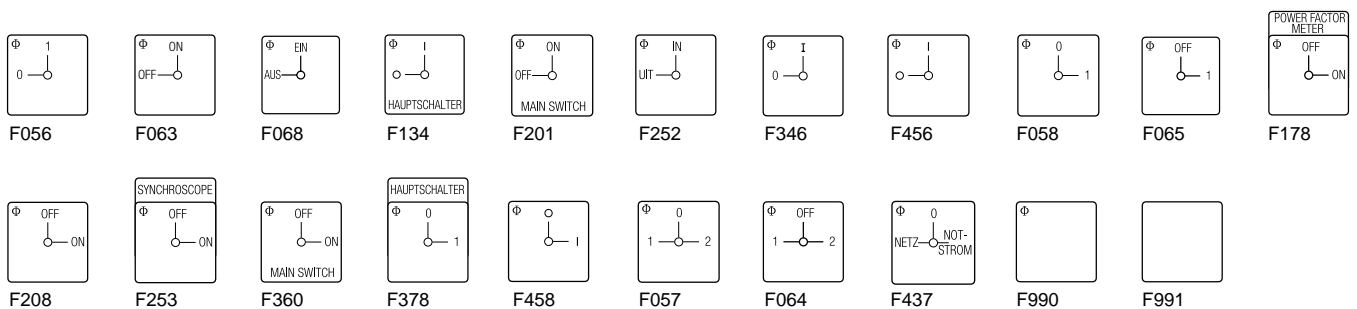 POWER FACTOR
METER
Φ 1
0
F056
Φ ON
OFF
F063
Φ EIN
AUS
F068
Φ I
O
HAUPTSCHALTER
F134
Φ ON
OFF
MAIN SWITCH
F201
Φ IN
UIT
F252
Φ I
0
F346
Φ I
O
F456
Φ 0
1
F058
Φ OFF
1
F065
Φ OFF
ON
F178
Φ OFF
ON
F208
SYNCHROSCOPE
Φ OFF
ON
F253
Φ OFF
ON
MAIN SWITCH
F360
HAUPTSCHALTER
Φ 0
1
F378
Φ O
I
F458
Φ 0
1 2
F057
Φ OFF
1 2
F064
Φ 0
NETZ NOT-
STROM
F437
Φ
F990
F991